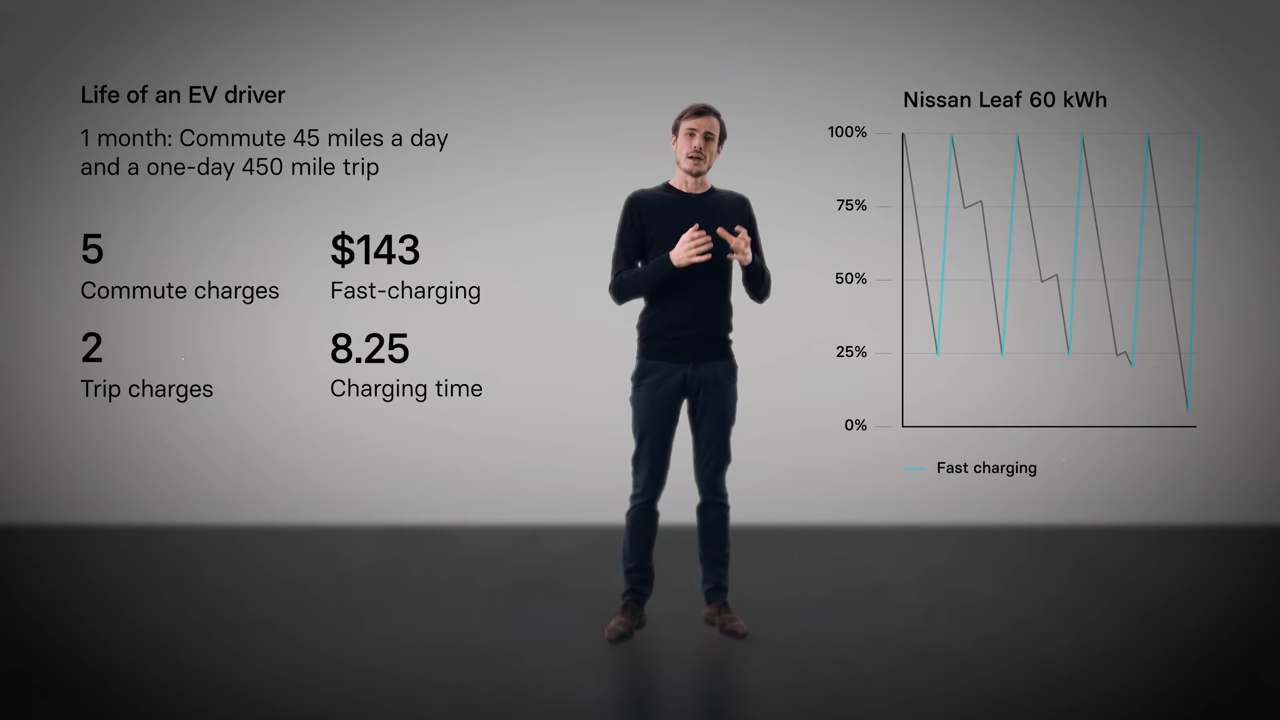 Life of an EV driver
1 month: Commute 45 miles a day
and a one-day 450 mile trip
5
Commute charges
$143
Fast-charging
2
Trip charges
8.25
Charging time
Nissan Leaf 60 kWh
100%
75%
50%
25%
0%
Fast charging